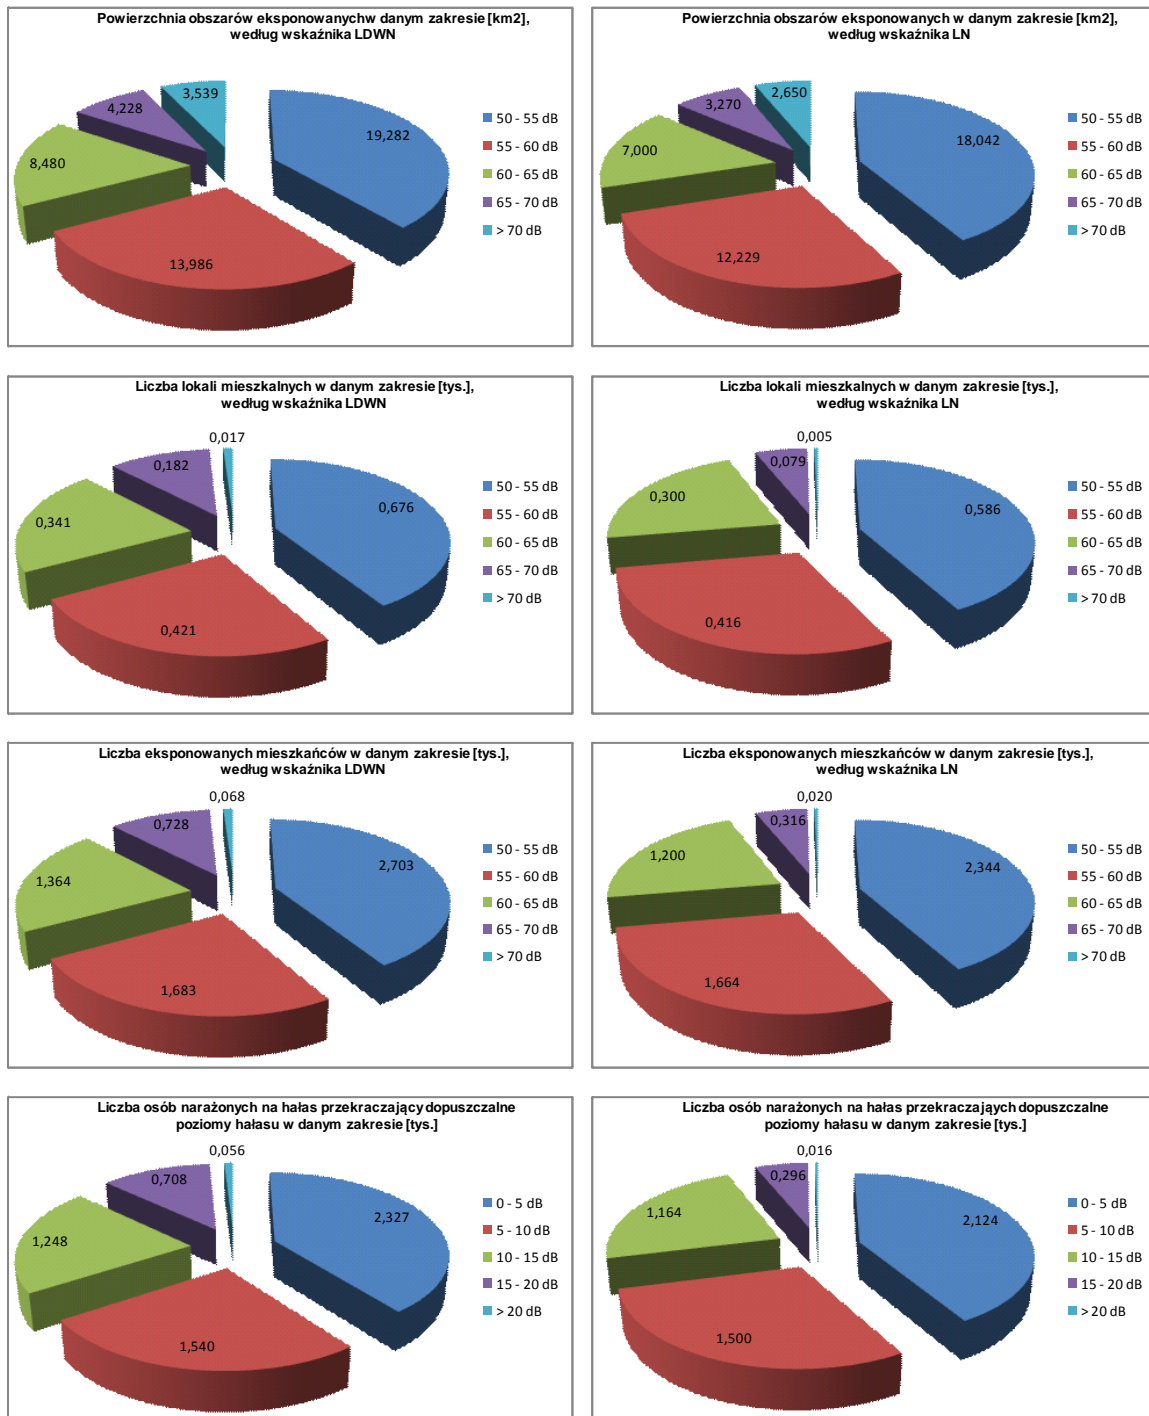 Powierzchnia obszarów eksponowanychw danym zakresie [km2],
według wskaźnika LDWN
3,539
4,228
19,282
8,480
13,986
50 - 55 dB
55 - 60 dB
60 - 65 dB
65 - 70 dB
> 70 dB
Powierzchnia obszarów eksponowanych w danym zakresie [km2],
według wskaźnika LN
2,650
3,270
18,042
7,000
12,229
50 - 55 dB
55 - 60 dB
60 - 65 dB
65 - 70 dB
> 70 dB
Liczba lokali mieszkalnych w danym zakresie [tys.],
według wskaźnika LDWN
0,017
0,182
0,676
0,341
0,421
50 - 55 dB
55 - 60 dB
60 - 65 dB
65 - 70 dB
> 70 dB
Liczba lokali mieszkalnych w danym zakresie [tys.],
według wskaźnika LN
0,005
0,079
0,300
0,586
0,416
50 - 55 dB
55 - 60 dB
60 - 65 dB
65 - 70 dB
> 70 dB
Liczba eksponowanych mieszkańców w danym zakresie [tys.],
według wskaźnika LDWN
0,068
0,728
2,703
1,364
1,683
50 - 55 dB
55 - 60 dB
60 - 65 dB
65 - 70 dB
> 70 dB
Liczba eksponowanych mieszkańców w danym zakresie [tys.],
według wskaźnika LN
0,020
0,316
1,200
2,344
1,664
50 - 55 dB
55 - 60 dB
60 - 65 dB
65 - 70 dB
> 70 dB
Liczba osób narażonych na hałas przekraczający dopuszczalne
poziomy hałasu w danym zakresie [tys.]
0,056
0,708
2,327
1,248
1,540
0 - 5 dB
5 - 10 dB
10 - 15 dB
15 - 20 dB
> 20 dB
Liczba osób narażonych na hałas przekraczająych dopuszczalne
poziomy hałasu w danym zakresie [tys.]
0,016
0,296
1,164
2,124
1,500
0 - 5 dB
5 - 10 dB
10 - 15 dB
15 - 20 dB
> 20 dB